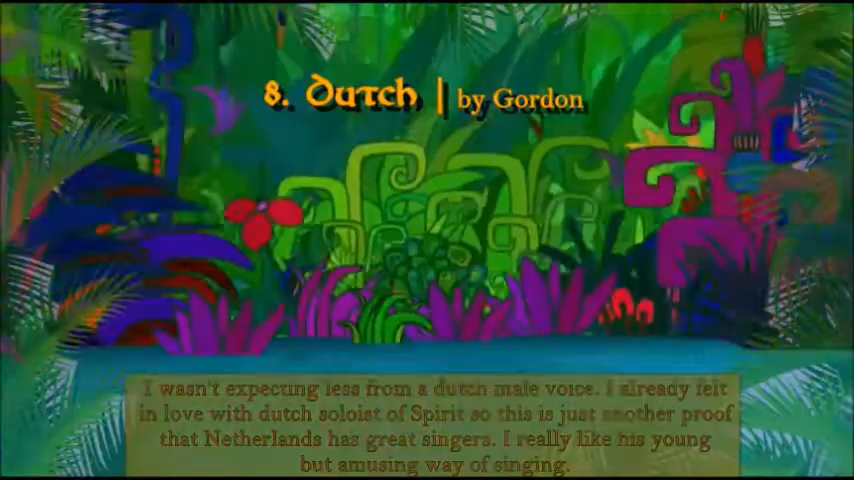 8. Dutch | by Gordon
I wasn't expecting less from a dutch male voice. I already felt
in love with dutch soloist of Spirit so this is just another proof
that Netherlands has great singers. I really like his young
but amusing way of singing.